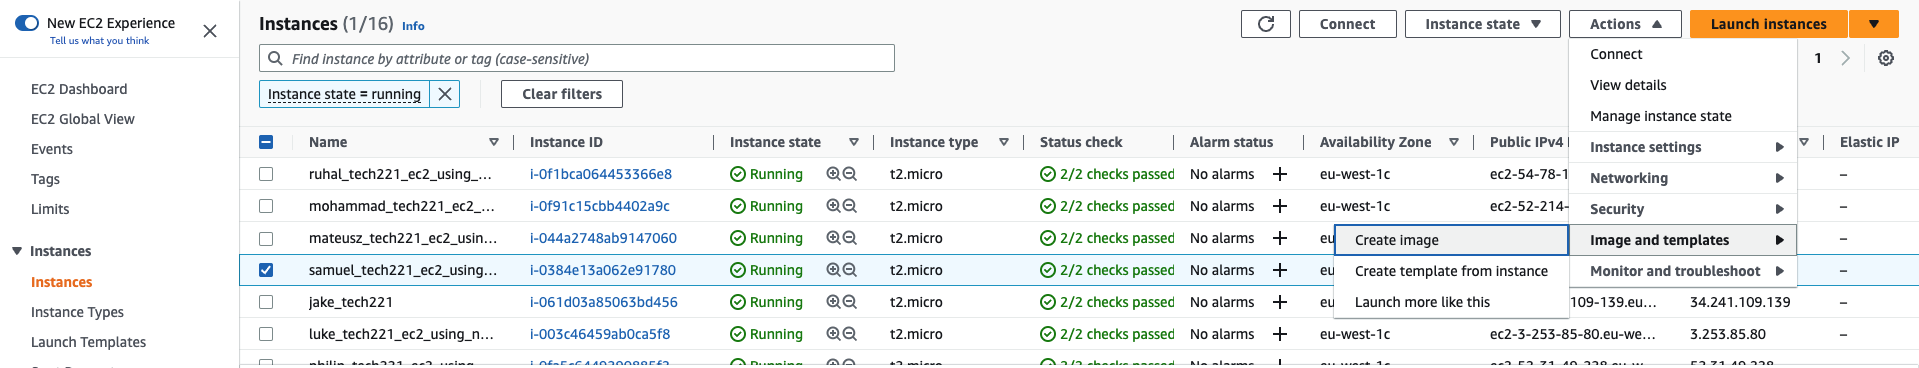 New EC2 Experience
Tell us what you think
Instances (1/16) Info
Connect
Instance state
Actions
Launch instances
Find instance by attribute or tag (case-sensitive)
1
Instance state = running
Clear filters
EC2 Dashboard
EC2 Global View
Events
Tags
Limits
Instances
Instances
Instance Types
Launch Templates
Connect
View details
Manage instance state
Instance settings
Networking
Security
Image and templates
Monitor and troubleshoot
Create image
Create template from instance
Launch more like this
Name Instance ID Instance state Instance type Status check Alarm status Availability Zone Public IPv4 Elastic IP
ruhal_tech221_ec2_using_... i-0f1bca064453366e8 Running t2.micro 2/2 checks passed No alarms + eu-west-1c ec2-54-78-1 –
mohammad_tech221_ec2_... i-0f91c15cbb4402a9c Running t2.micro 2/2 checks passed No alarms + eu-west-1c ec2-52-214- –
mateusz_tech221_ec2_usin... i-044a2748ab9147060 Running t2.micro 2/2 checks passed No alarms + eu –
samuel_tech221_ec2_using... i-0384e13a062e91780 Running t2.micro 2/2 checks passed No alarms + eu –
jake_tech221 i-061d03a85063bd456 Running t2.micro 2/2 checks passed No alarms + eu 109-139.eu... 34.241.109.139 –
luke_tech221_ec2_using_n... i-003c46459ab0ca5f8 Running t2.micro 2/2 checks passed No alarms + eu-west-1c ec2-3-253-85-80.eu-we... 3.253.85.80 –